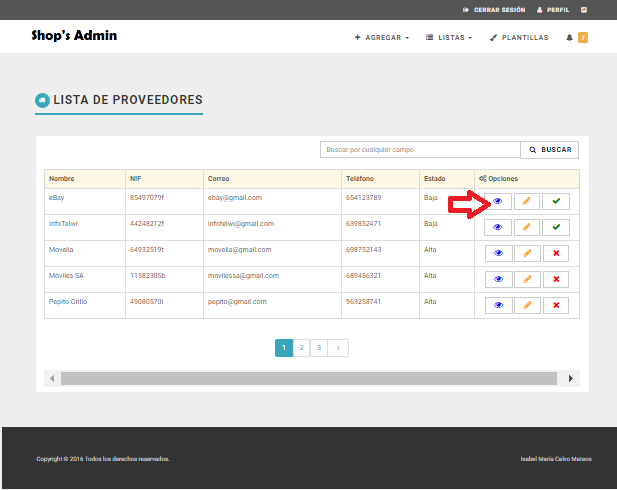 CERRAR SESIÓN PERFIL
Shop's Admin
AGREGAR LISTAS PLANTILLAS 7
LISTA DE PROVEEDORES
Buscar por cualquier campo BUSCAR
Nombre NIF Correo Teléfono Estado Opciones
eBay 85497079f ebay@gmail.com 654123789 Baja
InfoTelwi 44248212f infotelwi@gmail.com 639852471 Baja
Movelia 64932519t movelia@gmail.com 698752143 Alta
Móviles SA 11582305b movilessa@gmail.com 689456321 Alta
Pepito Grillo 49080570l pepito@gmail.com 963258741 Alta
1 2 3 ›
Copyright © 2016 Todos los derechos reservados. Isabel María Calvo Mateos